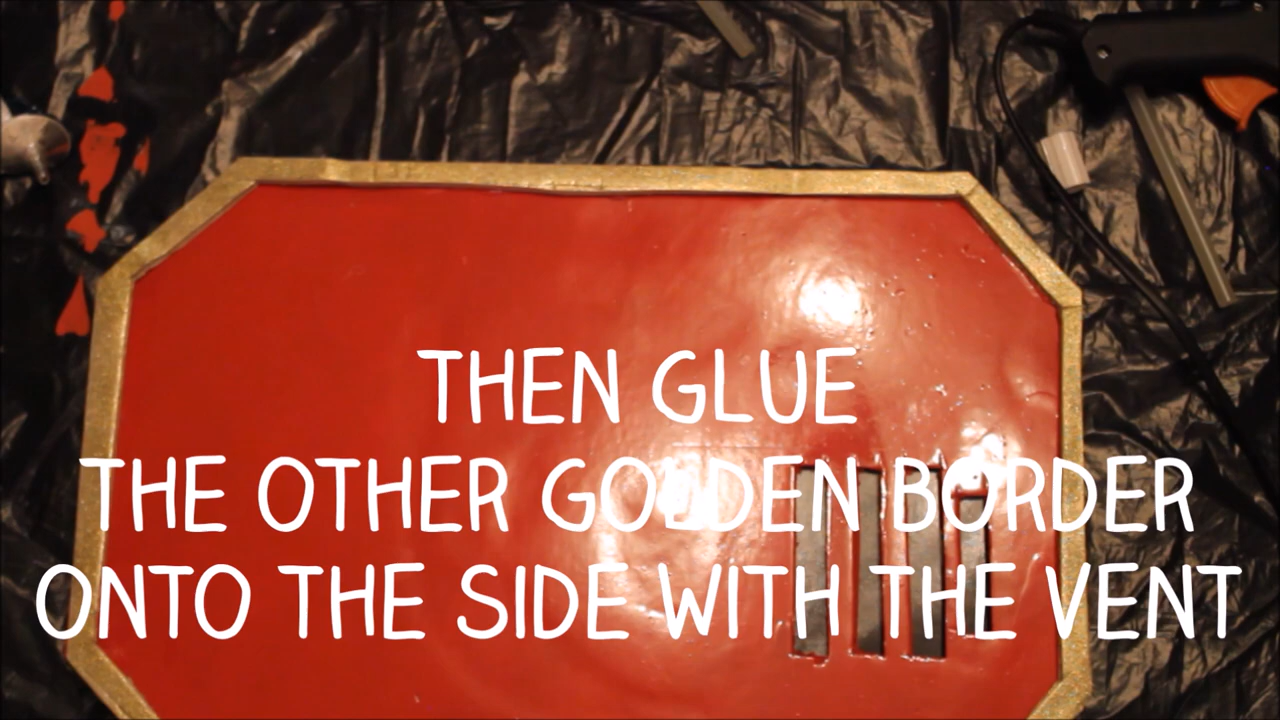 THEN GLUE
THE OTHER GOLDEN BORDER
ONTO THE SIDE WITH THE VENT